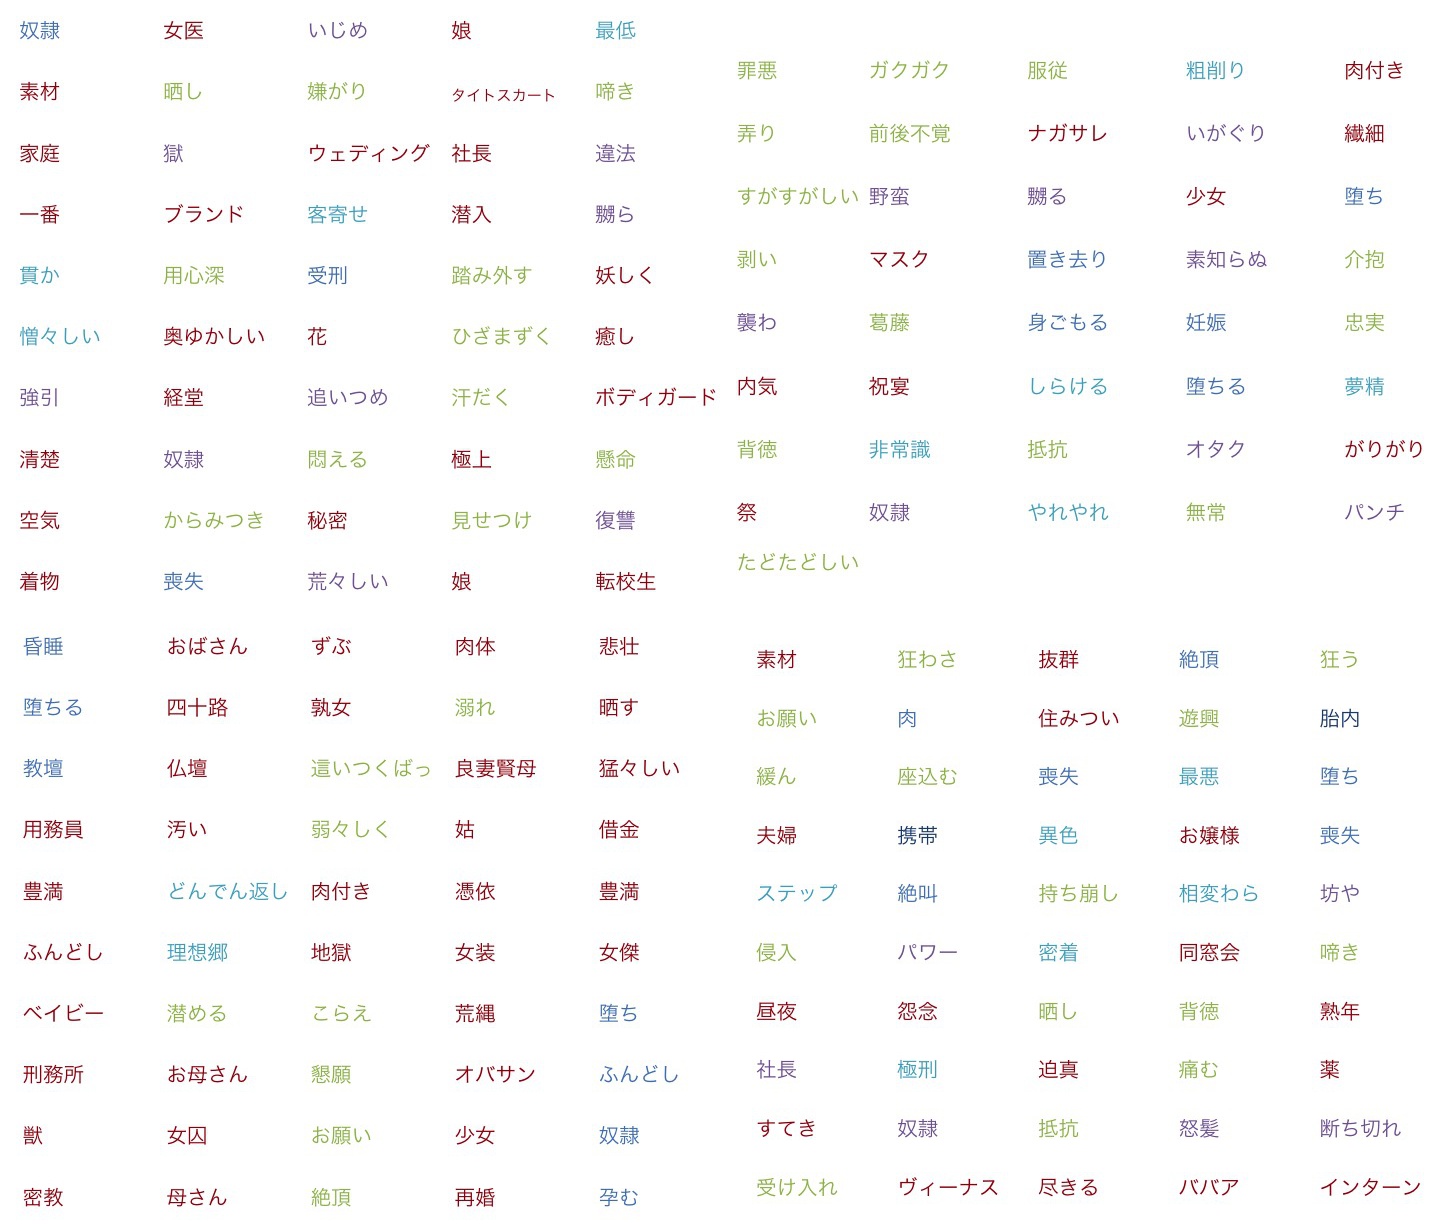 奴隷 女医 いじめ 娘 最低
素材 晒し 嫌がり タイトスカート 啼き
家庭 獄 ウェディング 社長 違法
一番 ブランド 客寄せ 潜入 嬲ら
貫か 用心深 受刑 踏み外す 妖しく
憎々しい 奥ゆかしい 花 ひざまずく 癒し
強引 経堂 追いつめ 汗だく ボディガード
清楚 奴隷 悶える 極上 懸命
空気 からみつき 秘密 見せつけ 復讐
着物 喪失 荒々しい 娘 転校生
罪悪 ガクガク 服従 粗削り 肉付き
弄り 前後不覚 ナガサレ いがぐり 繊細
すがすがしい 野蛮 嬲る 少女 堕ち
剥い マスク 置き去り 素知らぬ 介抱
襲わ 葛藤 身ごもる 妊娠 忠実
内気 祝宴 しらける 堕ちる 夢精
背徳 非常識 抵抗 オタク がりがり
祭 奴隷 やれやれ 無常 パンチ
たどたどしい
昏睡 おばさん ずぶ 肉体 悲壮
堕ちる 四十路 孰女 溺れ 晒す
教壇 仏壇 這いつくばっ 良妻賢母 猛々しい
用務員 汚い 弱々しく 姑 借金
豊満 どんでん返し 肉付き 憑依 豊満
ふんどし 理想郷 地獄 女装 女傑
ベイビー 潜める こらえ 荒縄 堕ち
刑務所 お母さん 懇願 オバサン ふんどし
獣 女囚 お願い 少女 奴隷
密教 母さん 絶頂 再婚 孕む
素材 狂わさ 抜群 絶頂 狂う
お願い 肉 住みつい 遊興 胎内
緩ん 座込む 喪失 最悪 堕ち
夫婦 携帯 異色 お嬢様 喪失
ステップ 絶叫 持ち崩し 相変わら 坊や
侵入 パワー 密着 同窓会 啼き
昼夜 怨念 晒し 背徳 熟年
社長 極刑 迫真 痛む 薬
すてき 奴隷 抵抗 怒髪 断ち切れ
受け入れ ヴィーナス 尽きる ババア インターン